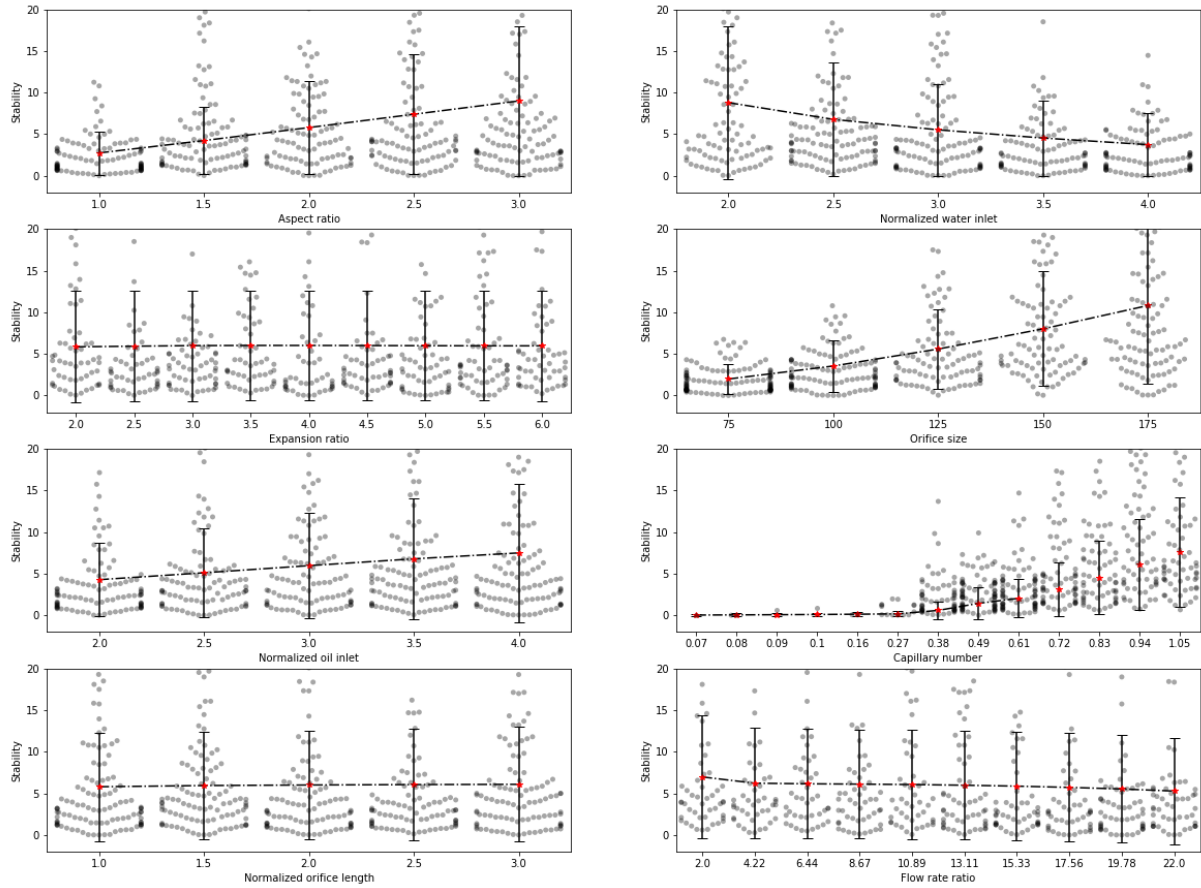 20
15
10
5
0
Stability
1.0 1.5 2.0 2.5 3.0
Aspect ratio
20
15
10
5
0
Stability
2.0 2.5 3.0 3.5 4.0
Normalized water inlet
20
15
10
5
0
Stability
2.0 2.5 3.0 3.5 4.0 4.5 5.0 5.5 6.0
Expansion ratio
20
15
10
5
0
Stability
75 100 125 150 175
Orifice size
20
15
10
5
0
Stability
2.0 2.5 3.0 3.5 4.0
Normalized oil inlet
20
15
10
5
0
Stability
0.07 0.08 0.09 0.1 0.16 0.27 0.38 0.49 0.61 0.72 0.83 0.94 1.05
Capillary number
20
15
10
5
0
Stability
1.0 1.5 2.0 2.5 3.0
Normalized orifice length
20
15
10
5
0
Stability
2.0 4.22 6.44 8.67 10.89 13.11 15.33 17.56 19.78 22.0
Flow rate ratio